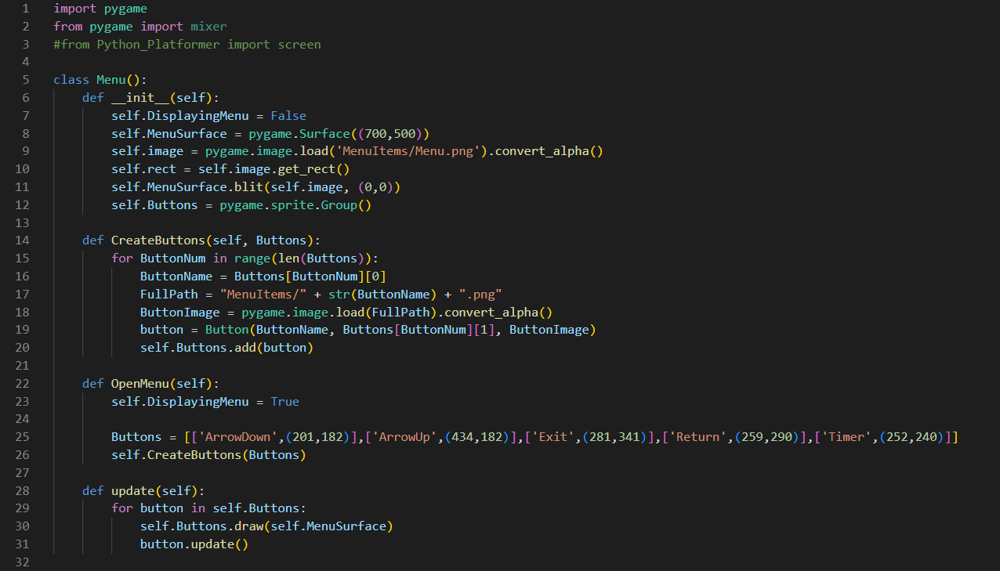 1 import pygame
2 from pygame import mixer
3 #from Python_Platformer import screen
4
5 class Menu():
6     def __init__(self):
7         self.DisplayingMenu = False
8         self.MenuSurface = pygame.Surface((700,500))
9         self.image = pygame.image.load('MenuItems/Menu.png').convert_alpha()
10         self.rect = self.image.get_rect()
11         self.MenuSurface.blit(self.image, (0,0))
12         self.Buttons = pygame.sprite.Group()
13
14     def CreateButtons(self, Buttons):
15         for ButtonNum in range(len(Buttons)):
16             ButtonName = Buttons[ButtonNum][0]
17             FullPath = "MenuItems/" + str(ButtonName) + ".png"
18             ButtonImage = pygame.image.load(FullPath).convert_alpha()
19             button = Button(ButtonName, Buttons[ButtonNum][1], ButtonImage)
20             self.Buttons.add(button)
21
22     def OpenMenu(self):
23         self.DisplayingMenu = True
24
25         Buttons = [['ArrowDown',(201,182)],['ArrowUp',(434,182)],['Exit',(281,341)],['Return',(259,290)],['Timer',(252,240)]]
26         self.CreateButtons(Buttons)
27
28     def update(self):
29         for button in self.Buttons:
30             self.Buttons.draw(self.MenuSurface)
31             button.update()
32